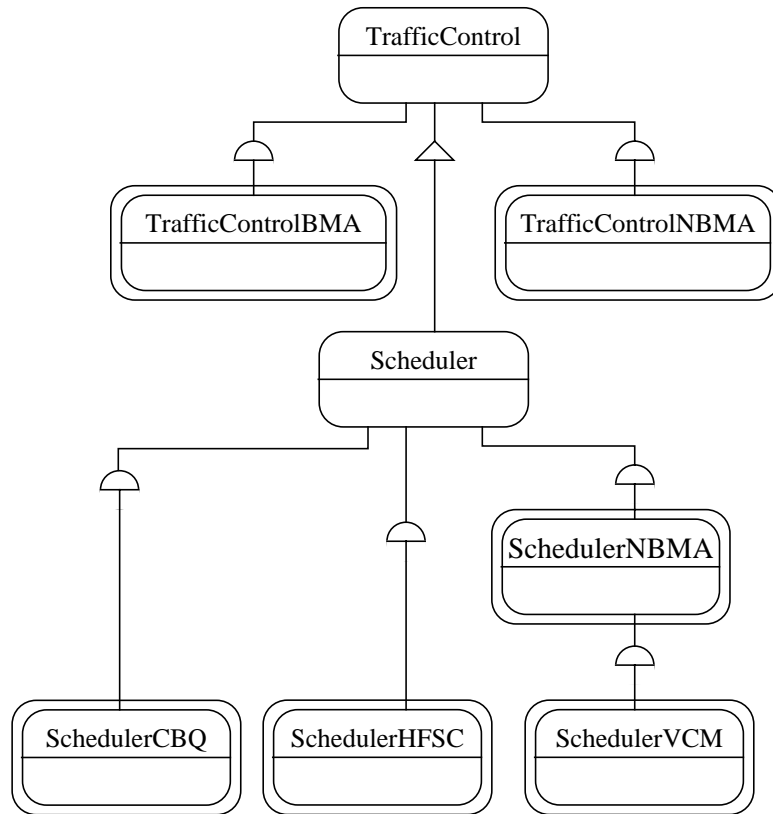 TrafficControl
TrafficControlBMA
TrafficControlNBMA
Scheduler
SchedulerNBMA
SchedulerCBQ
SchedulerHFSC
SchedulerVCM